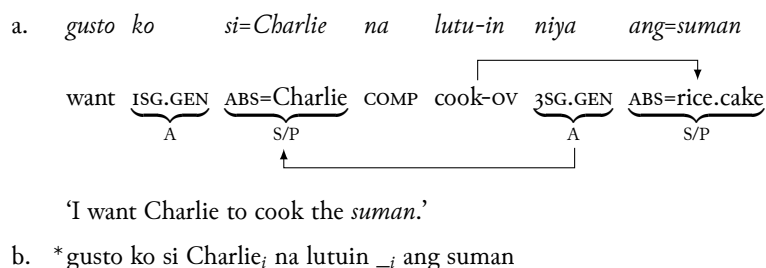 a. gusto ko si=Charlie na lutu-in niya ang=suman
want 1SG.GEN ABS=Charlie COMP cook-OV 3SG.GEN ABS=rice.cake
A S/P A S/P
‘I want Charlie to cook the suman.’
b. *gusto ko si Charlieᵢ na lutuin _ᵢ ang suman